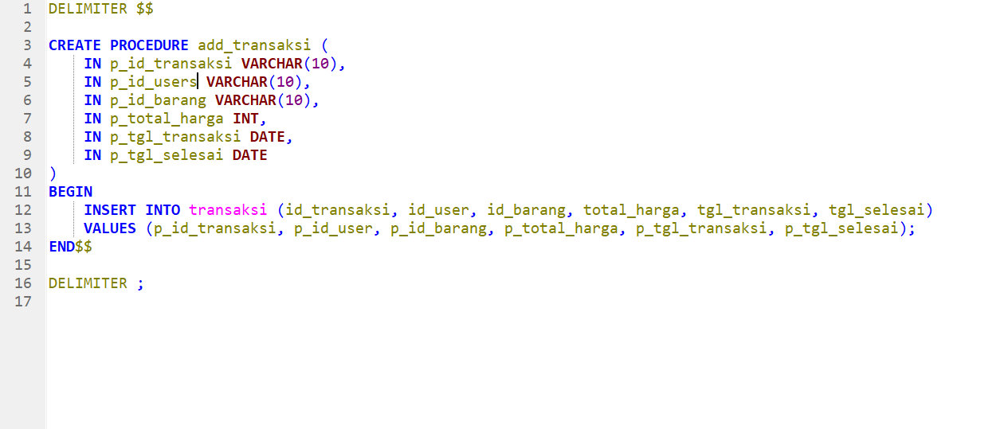 1 DELIMITER $$
2
3 CREATE PROCEDURE add_transaksi (
4 IN p_id_transaksi VARCHAR(10),
5 IN p_id_users VARCHAR(10),
6 IN p_id_barang VARCHAR(10),
7 IN p_total_harga INT,
8 IN p_tgl_transaksi DATE,
9 IN p_tgl_selesai DATE
10 )
11 BEGIN
12 INSERT INTO transaksi (id_transaksi, id_user, id_barang, total_harga, tgl_transaksi, tgl_selesai)
13 VALUES (p_id_transaksi, p_id_user, p_id_barang, p_total_harga, p_tgl_transaksi, p_tgl_selesai);
14 END$$
15
16 DELIMITER ;
17